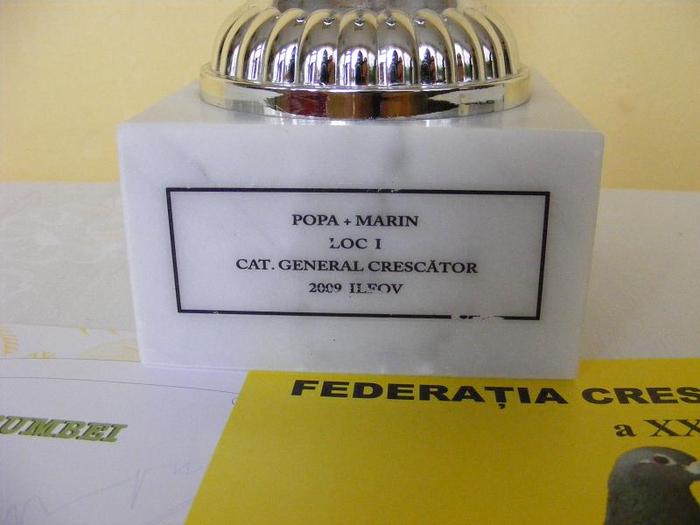 POPA + MARIN
LOC I
CAT. GENERAL CRESCĂTOR
2009 ILFOV
FEDERAȚIA CRES
a XX
UMBEI